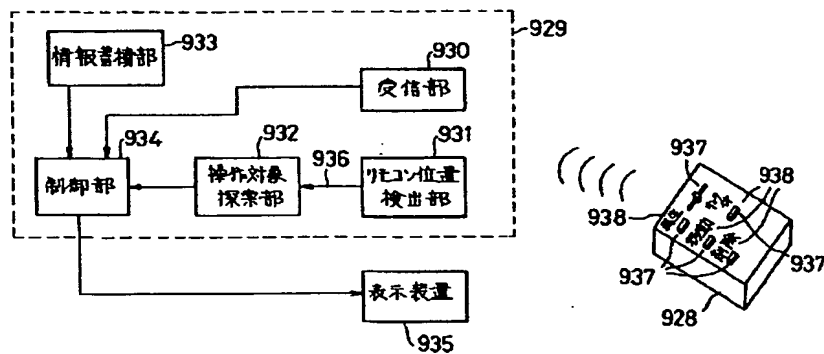 933
情報蓄積部
929
930
受信部
934
制御部
932
操作対象
探索部
936
931
リモコン位置
検出部
937
938
938
937
937
928
表示装置
935